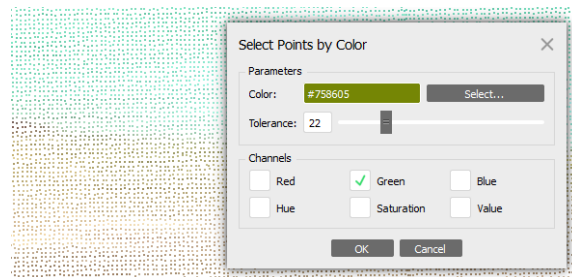 Select Points by Color
Parameters
Color: #758605 Select...
Tolerance: 22
Channels
Red Green Blue
Hue Saturation Value
OK Cancel